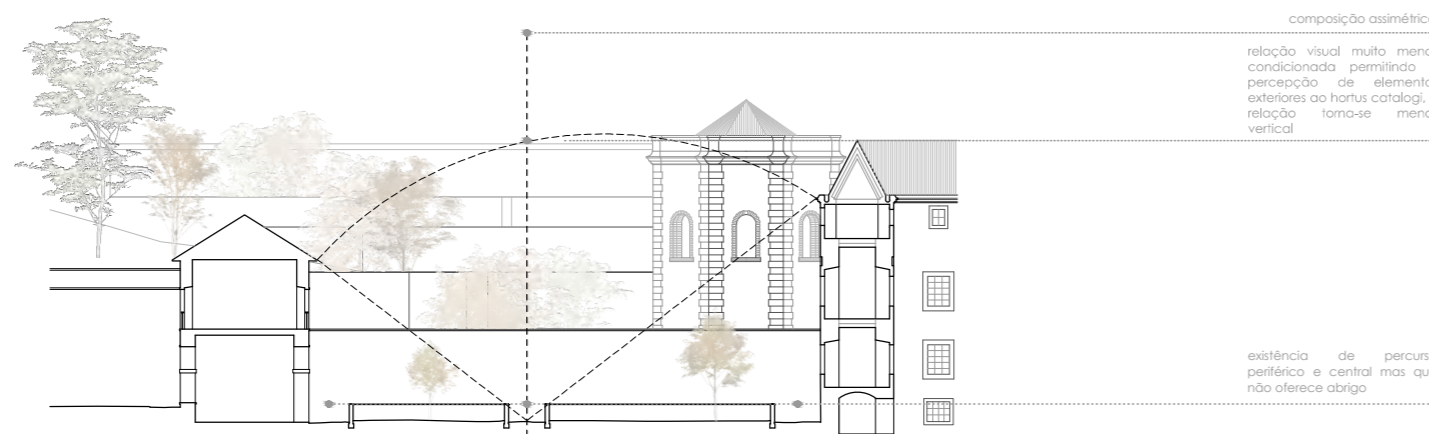 composição assimétrica
relação visual muito meno
condicionada permitindo
percepção de elemento
exteriores ao hortus catalogi,
relação torna-se meno
vertical
existência de percurs
periférico e central mas qu
não oferece abrigo